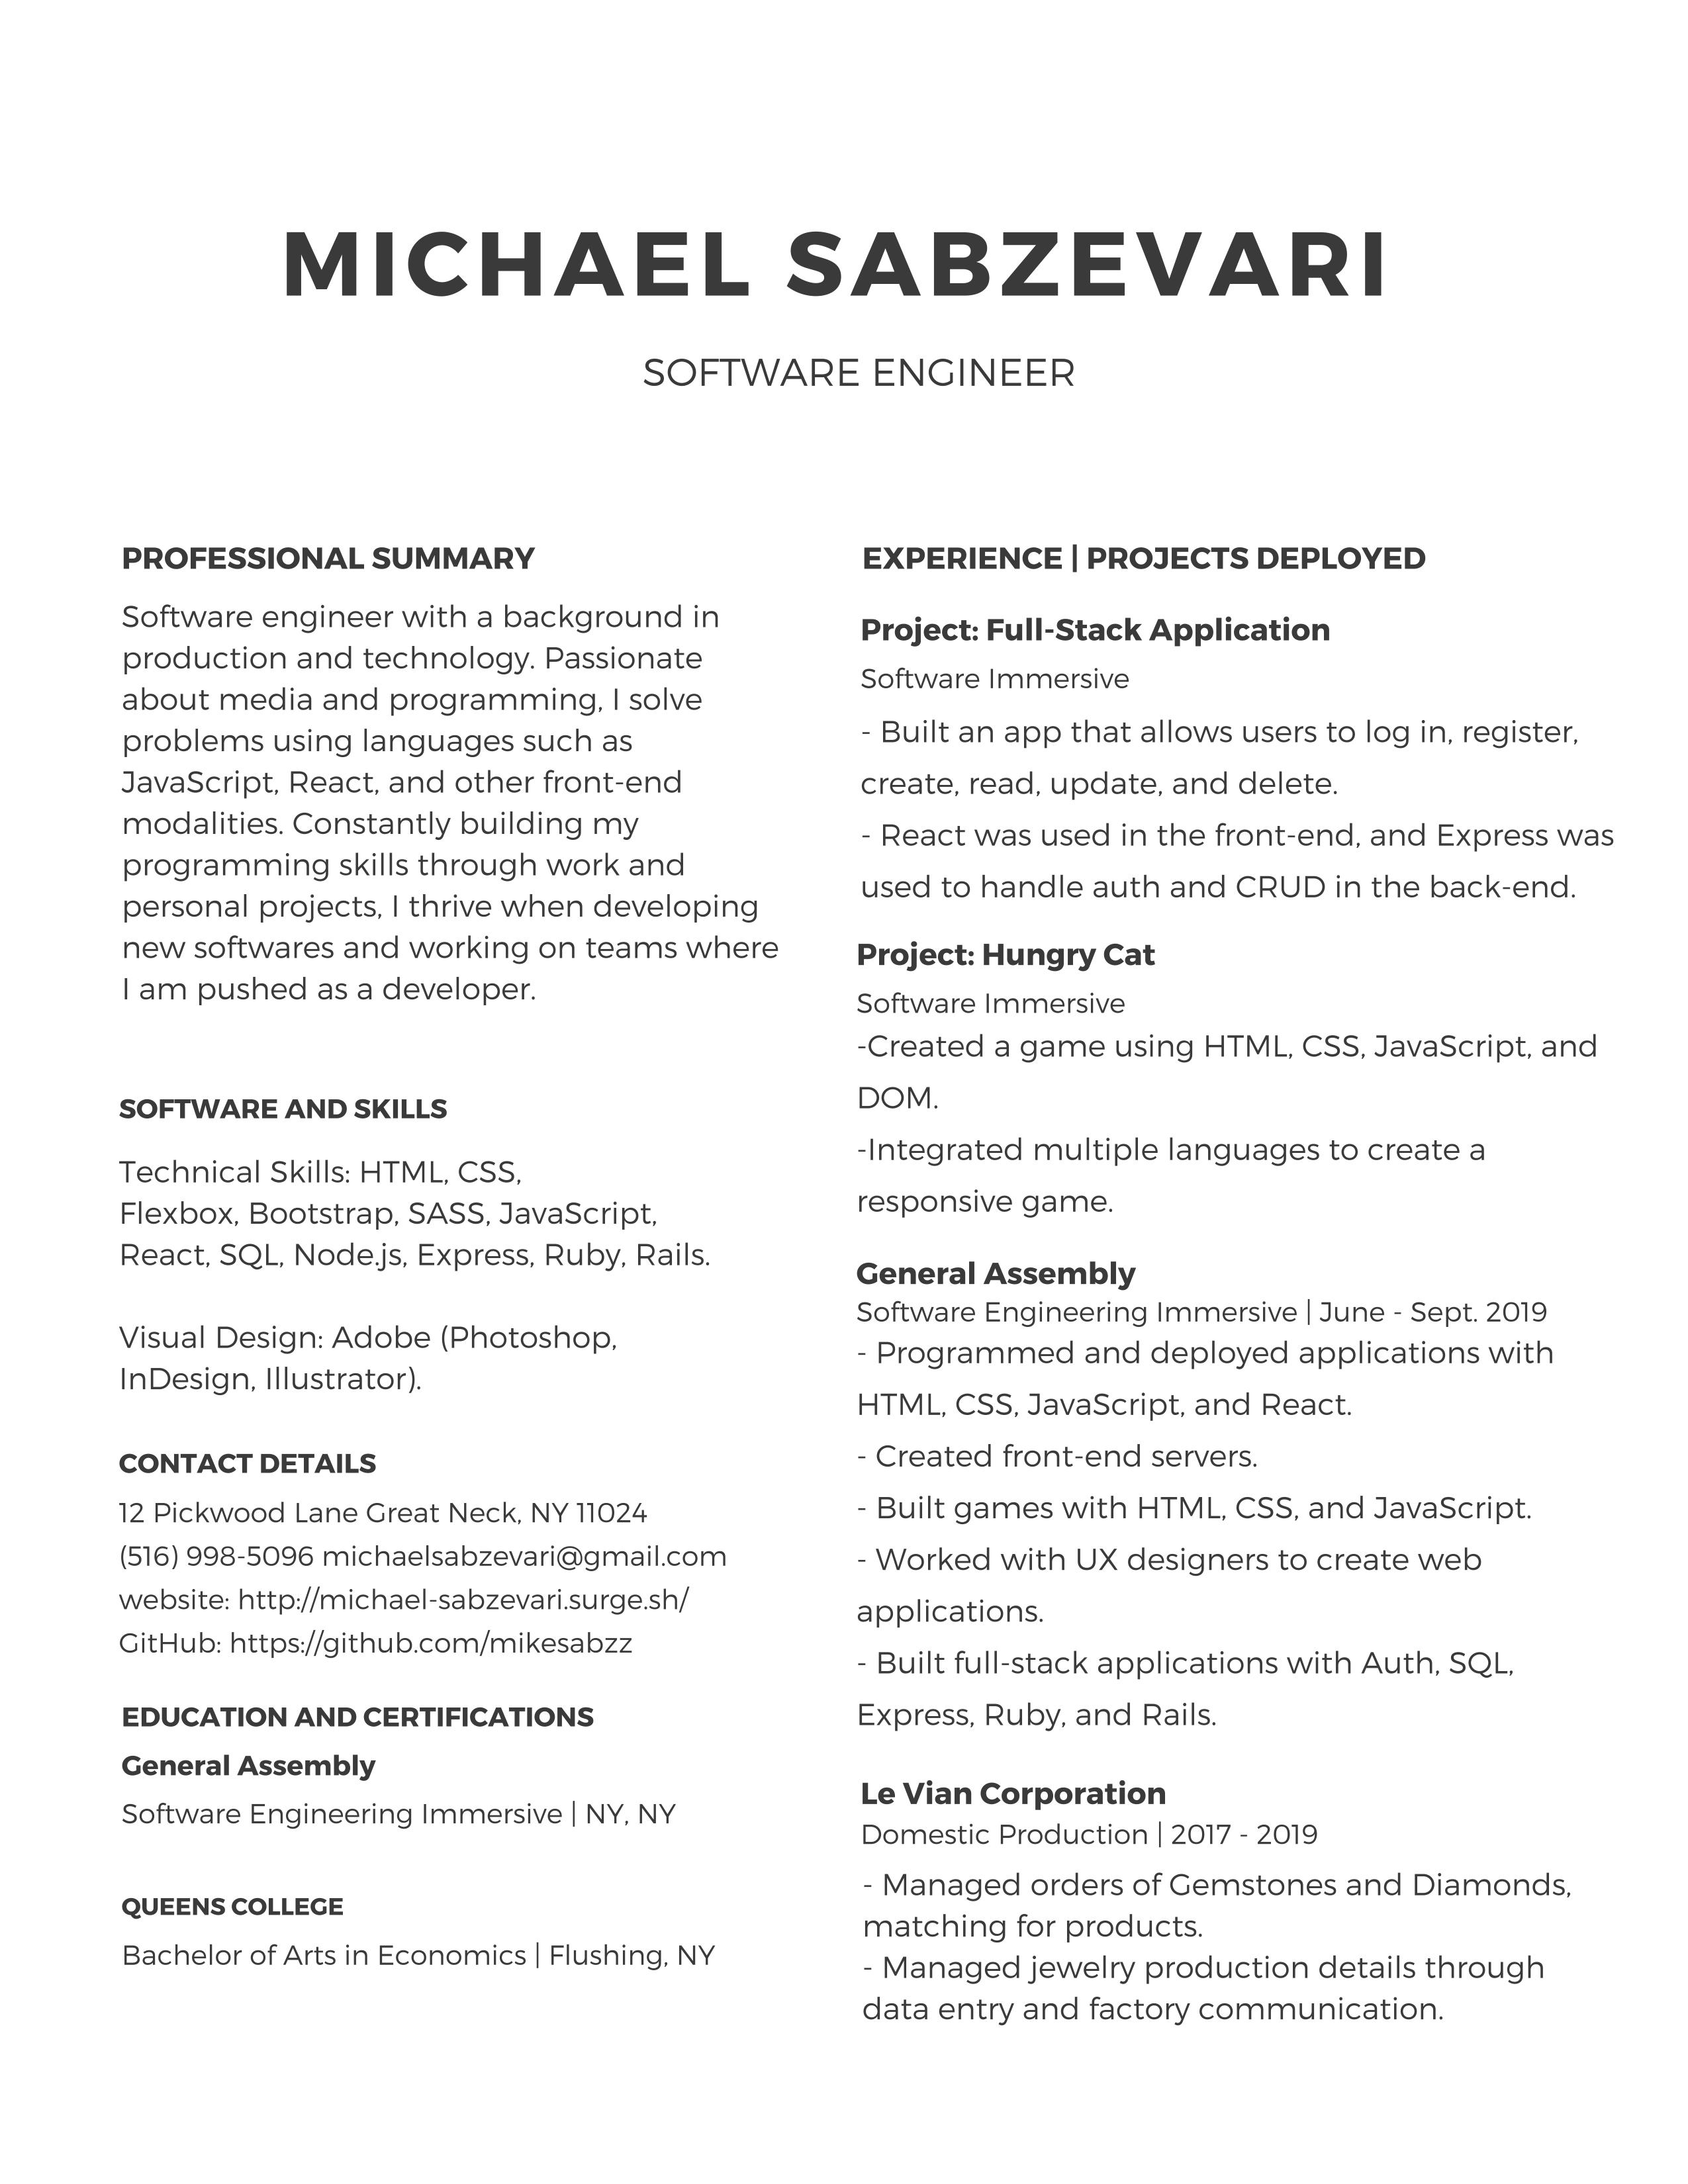 MICHAEL SABZEVARI
SOFTWARE ENGINEER
PROFESSIONAL SUMMARY
Software engineer with a background in
production and technology. Passionate
about media and programming, I solve
problems using languages such as
JavaScript, React, and other front-end
modalities. Constantly building my
programming skills through work and
personal projects, I thrive when developing
new softwares and working on teams where
I am pushed as a developer.
SOFTWARE AND SKILLS
Technical Skills: HTML, CSS,
Flexbox, Bootstrap, SASS, JavaScript,
React, SQL, Node.js, Express, Ruby, Rails.
Visual Design: Adobe (Photoshop,
InDesign, Illustrator).
CONTACT DETAILS
12 Pickwood Lane Great Neck, NY 11024
(516) 998-5096 michaelsabzevari@gmail.com
website: http://michael-sabzevari.surge.sh/
GitHub: https://github.com/mikesabzz
EDUCATION AND CERTIFICATIONS
General Assembly
Software Engineering Immersive | NY, NY
QUEENS COLLEGE
Bachelor of Arts in Economics | Flushing, NY
EXPERIENCE | PROJECTS DEPLOYED
Project: Full-Stack Application
Software Immersive
- Built an app that allows users to log in, register,
create, read, update, and delete.
- React was used in the front-end, and Express was
used to handle auth and CRUD in the back-end.
Project: Hungry Cat
Software Immersive
-Created a game using HTML, CSS, JavaScript, and
DOM.
-Integrated multiple languages to create a
responsive game.
General Assembly
Software Engineering Immersive | June - Sept. 2019
- Programmed and deployed applications with
HTML, CSS, JavaScript, and React.
- Created front-end servers.
- Built games with HTML, CSS, and JavaScript.
- Worked with UX designers to create web
applications.
- Built full-stack applications with Auth, SQL,
Express, Ruby, and Rails.
Le Vian Corporation
Domestic Production | 2017 - 2019
- Managed orders of Gemstones and Diamonds,
matching for products.
- Managed jewelry production details through
data entry and factory communication.